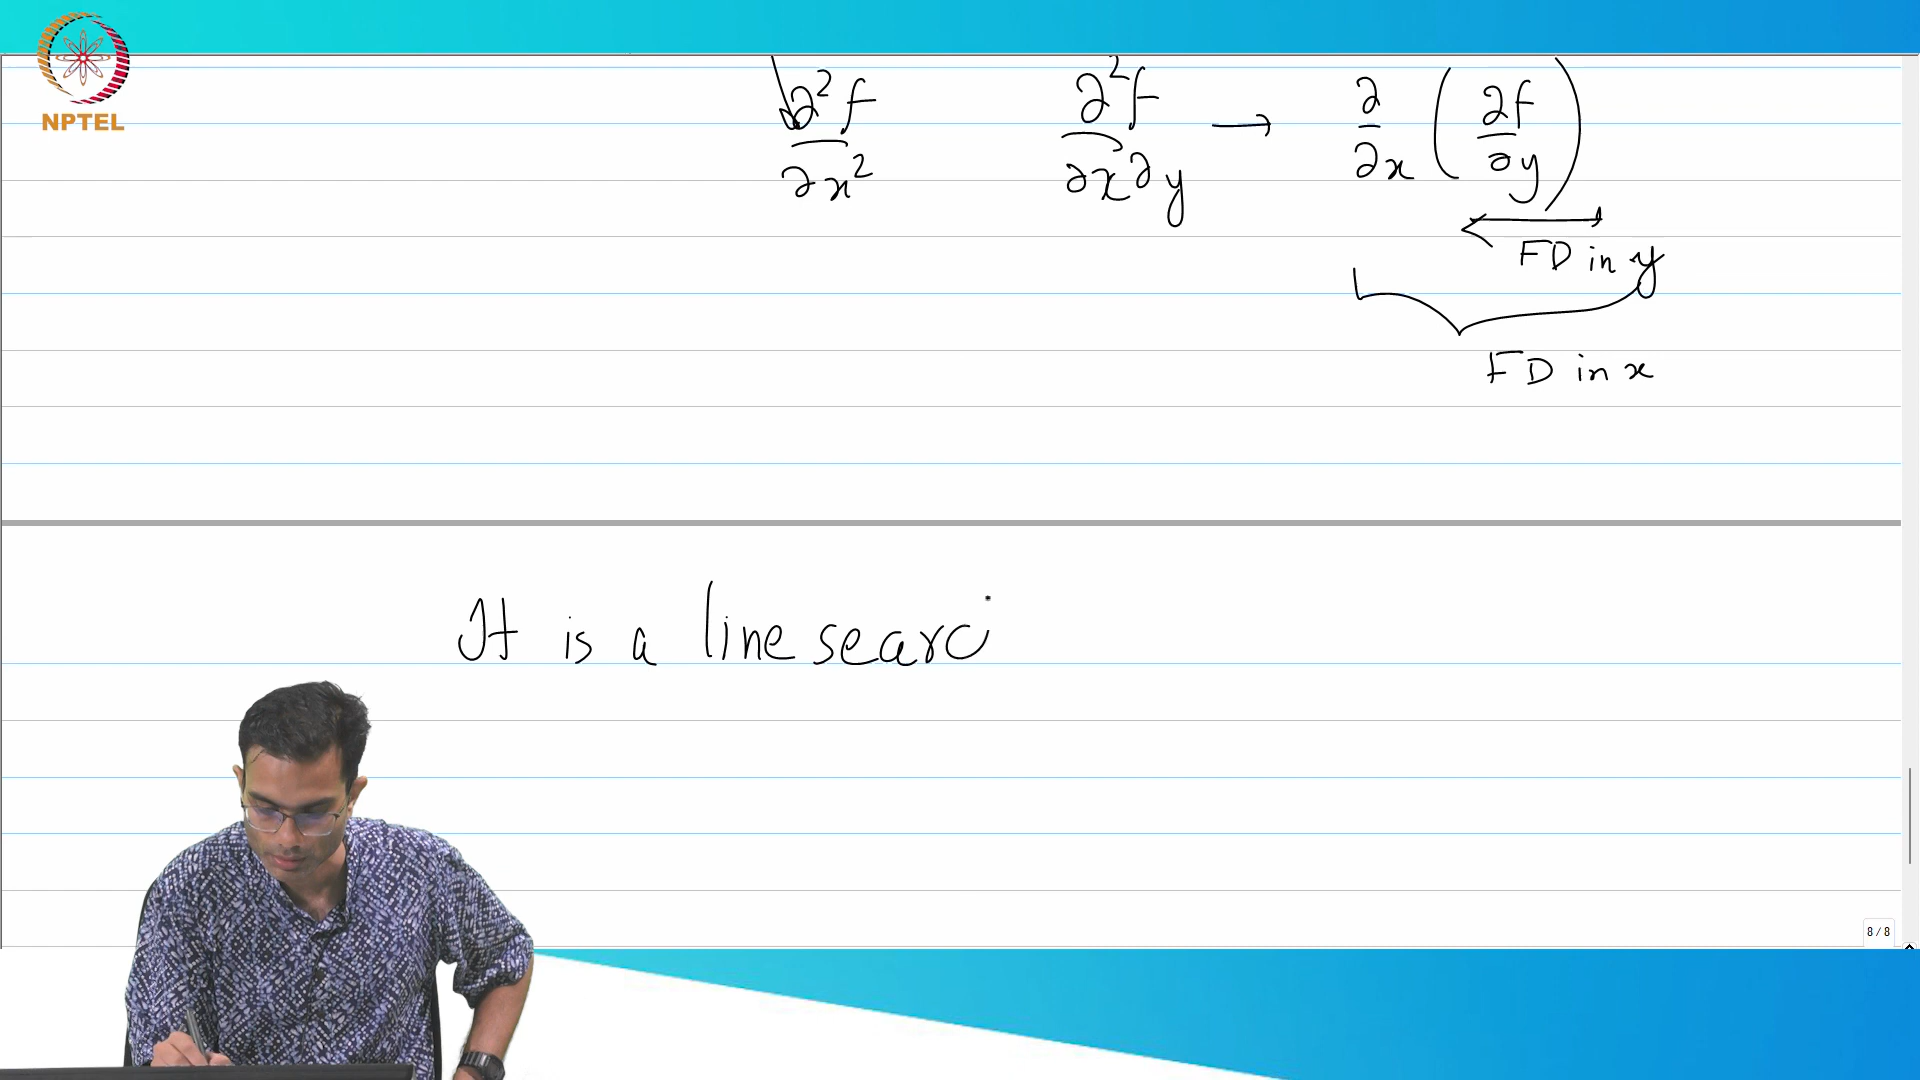 NPTEL
∂²f/∂x² ∂²f/∂x∂y → ∂/∂x (∂f/∂y)
FD in y
FD in x
It is a line searc
8/8